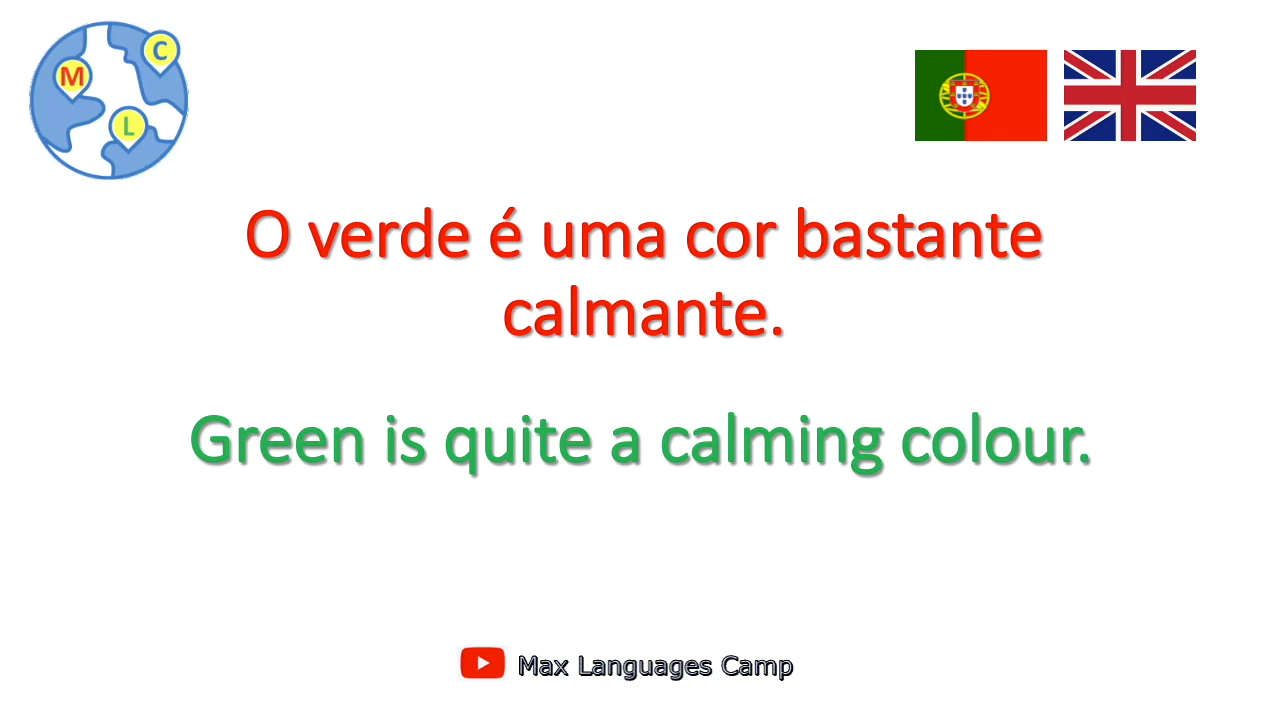 M
C
L
O verde é uma cor bastante
calmante.
Green is quite a calming colour.
Max Languages Camp